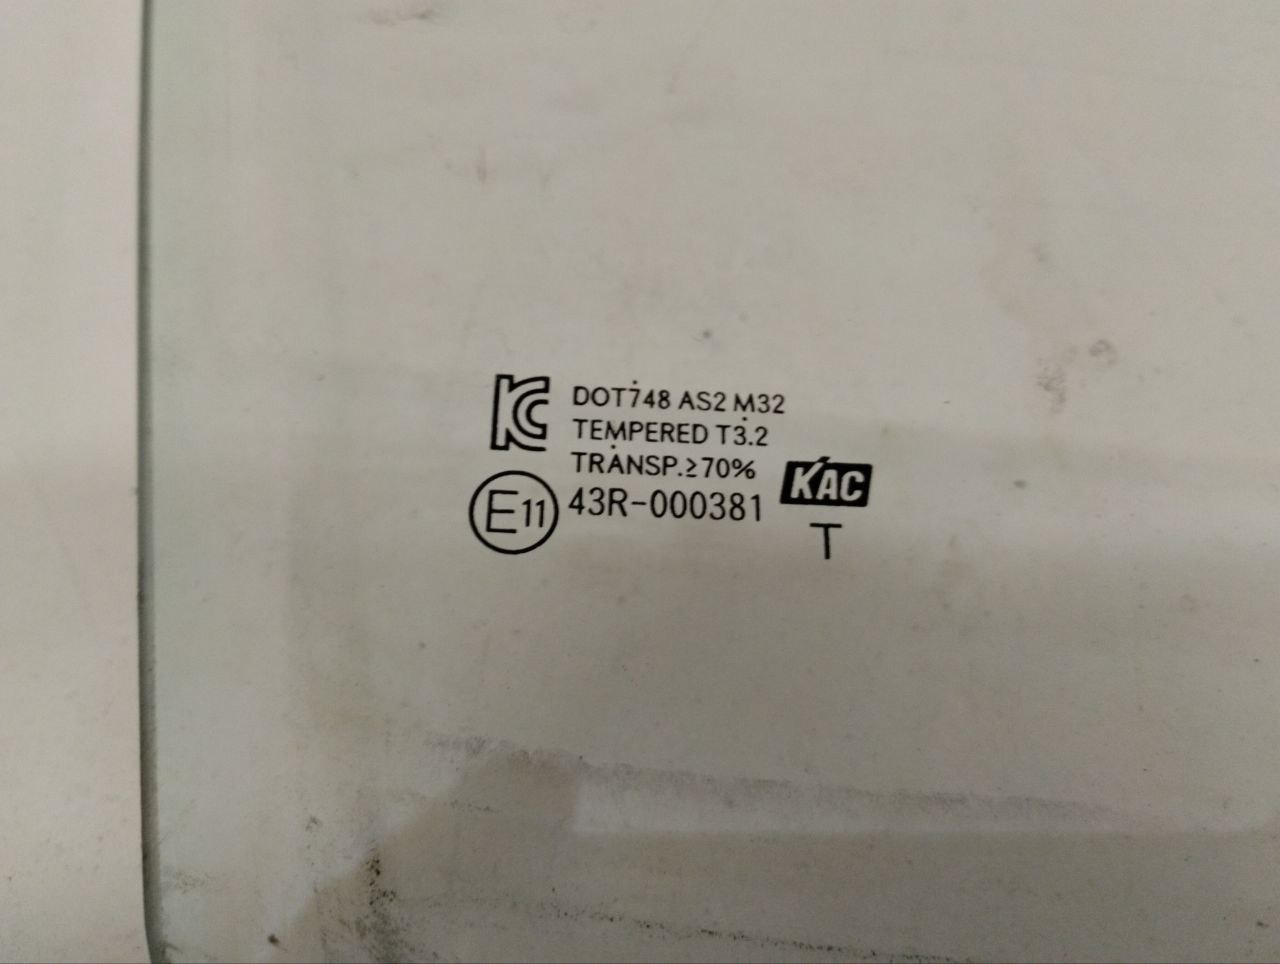 KC DOT748 AS2 M32
TEMPERED T3.2
TRANSP.≥70%
E11 43R-000381
KAC
T